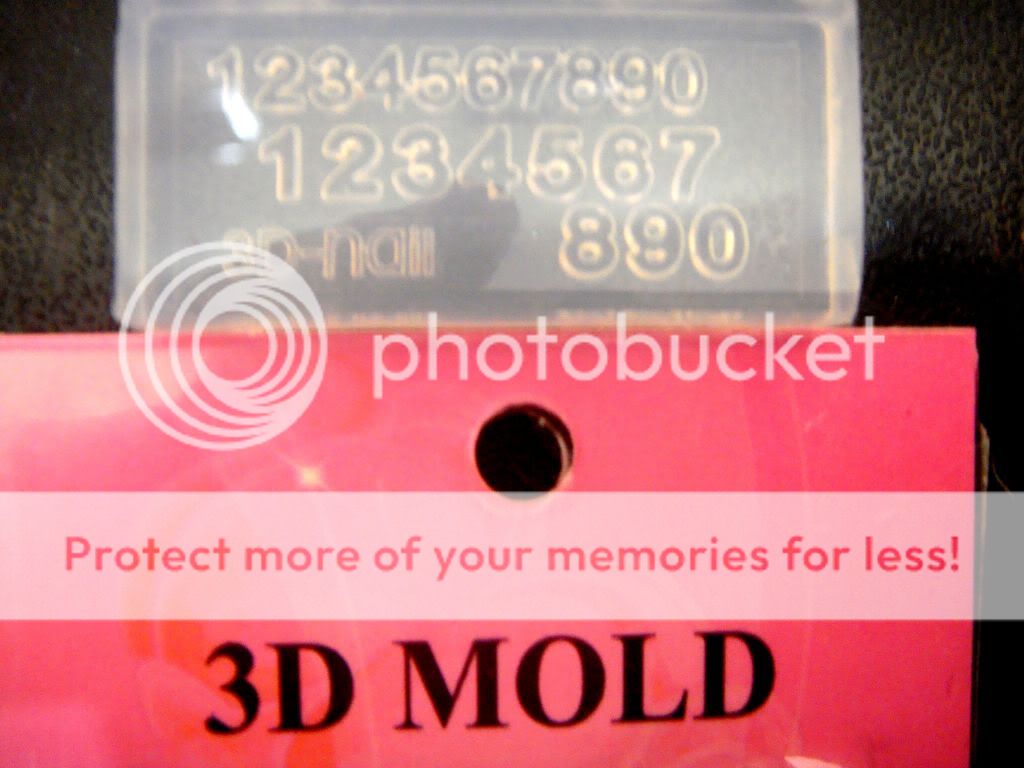 1234567890
1234567
3D-nail 890
photobucket
Protect more of your memories for less!
3D MOLD